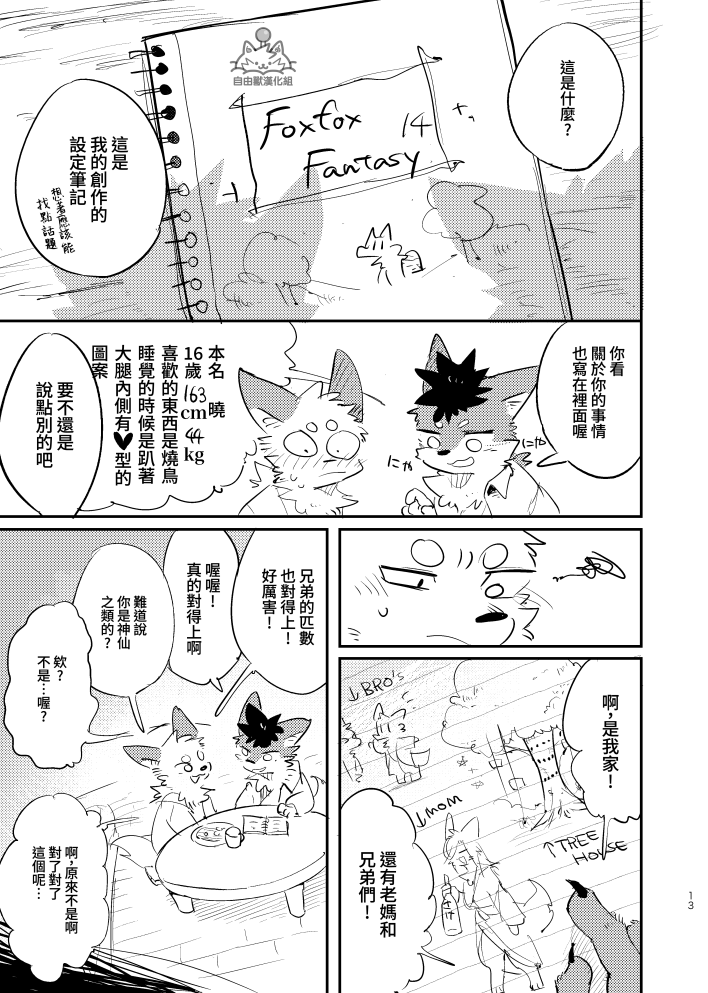 這是什麼?
自由獸漢化組
Foxfox
14
Fantasy
這是
我的創作的
設定筆記
想著應該能
找點話題
你看
關於你的事情
也寫在裡面喔
にゃ
にゃ
本名 曉
16歲 163cm 44kg
喜歡的東西是燒鳥
睡覺的時候是趴著
大腿內側有♥型的
圖案
要不還是
說點別的吧
啊,是我家!
↓BRO's
↓MOM
↑TREE
HOUSE
還有老媽和
兄弟們!
兄弟的匹數
也對得上!
好厲害!
喔喔!
真的對得上啊
難道說
你是神仙
之類的?
欸?
不是…喔?
啊,原來不是啊
對了對了
這個呢…
13